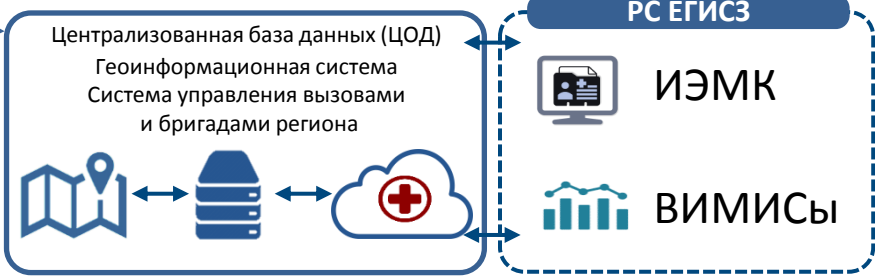 Централизованная база данных (ЦОД)
Геоинформационная система
Система управления вызовами
и бригадами региона
РС ЕГИСЗ
ИЭМК
ВИМИСы